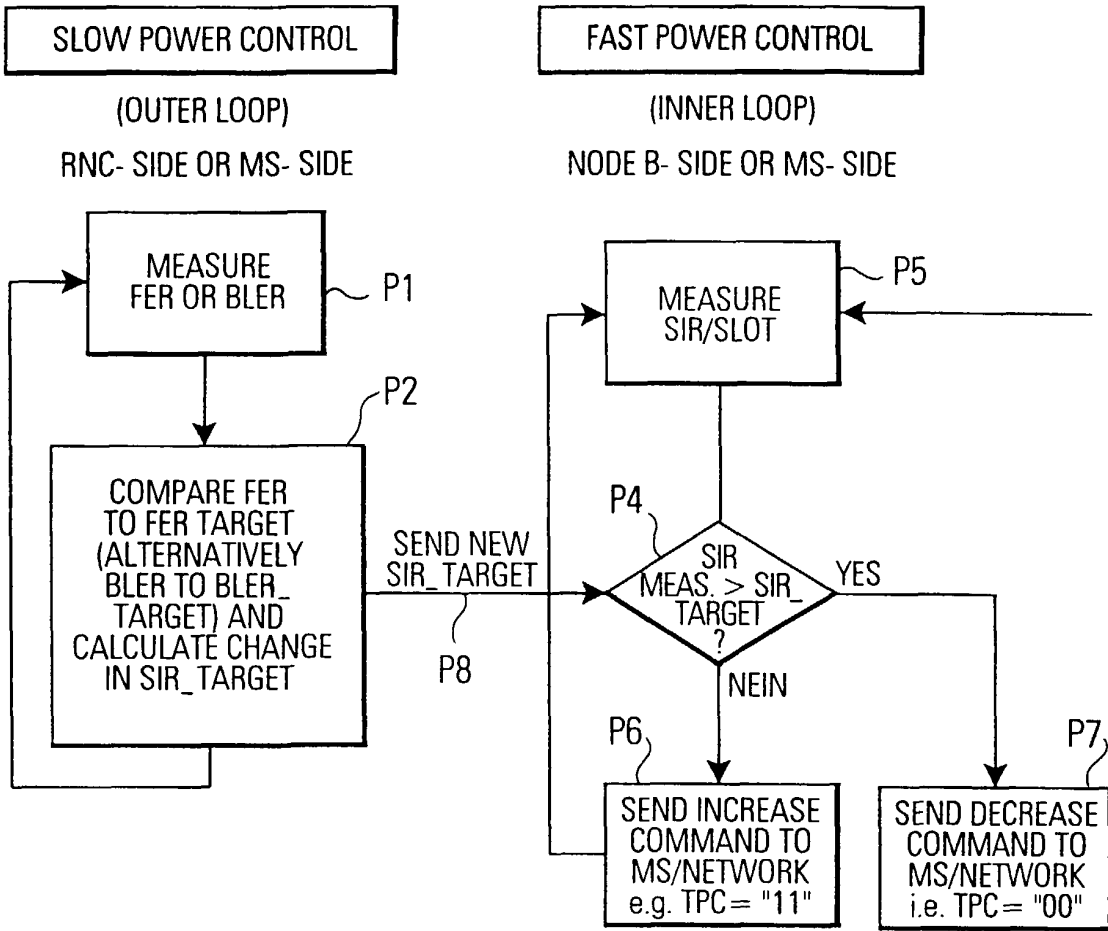 SLOW POWER CONTROL
(OUTER LOOP)
RNC- SIDE OR MS- SIDE
MEASURE
FER OR BLER
P1
P2
COMPARE FER
TO FER TARGET
(ALTERNATIVELY
BLER TO BLER_
TARGET) AND
CALCULATE CHANGE
IN SIR_TARGET
SEND NEW
SIR_TARGET
P8
FAST POWER CONTROL
(INNER LOOP)
NODE B- SIDE OR MS- SIDE
P5
MEASURE
SIR/SLOT
P4
SIR
MEAS. > SIR_
TARGET
?
YES
NEIN
P6
SEND INCREASE
COMMAND TO
MS/NETWORK
e.g. TPC = "11"
P7
SEND DECREASE
COMMAND TO
MS/NETWORK
i.e. TPC = "00"